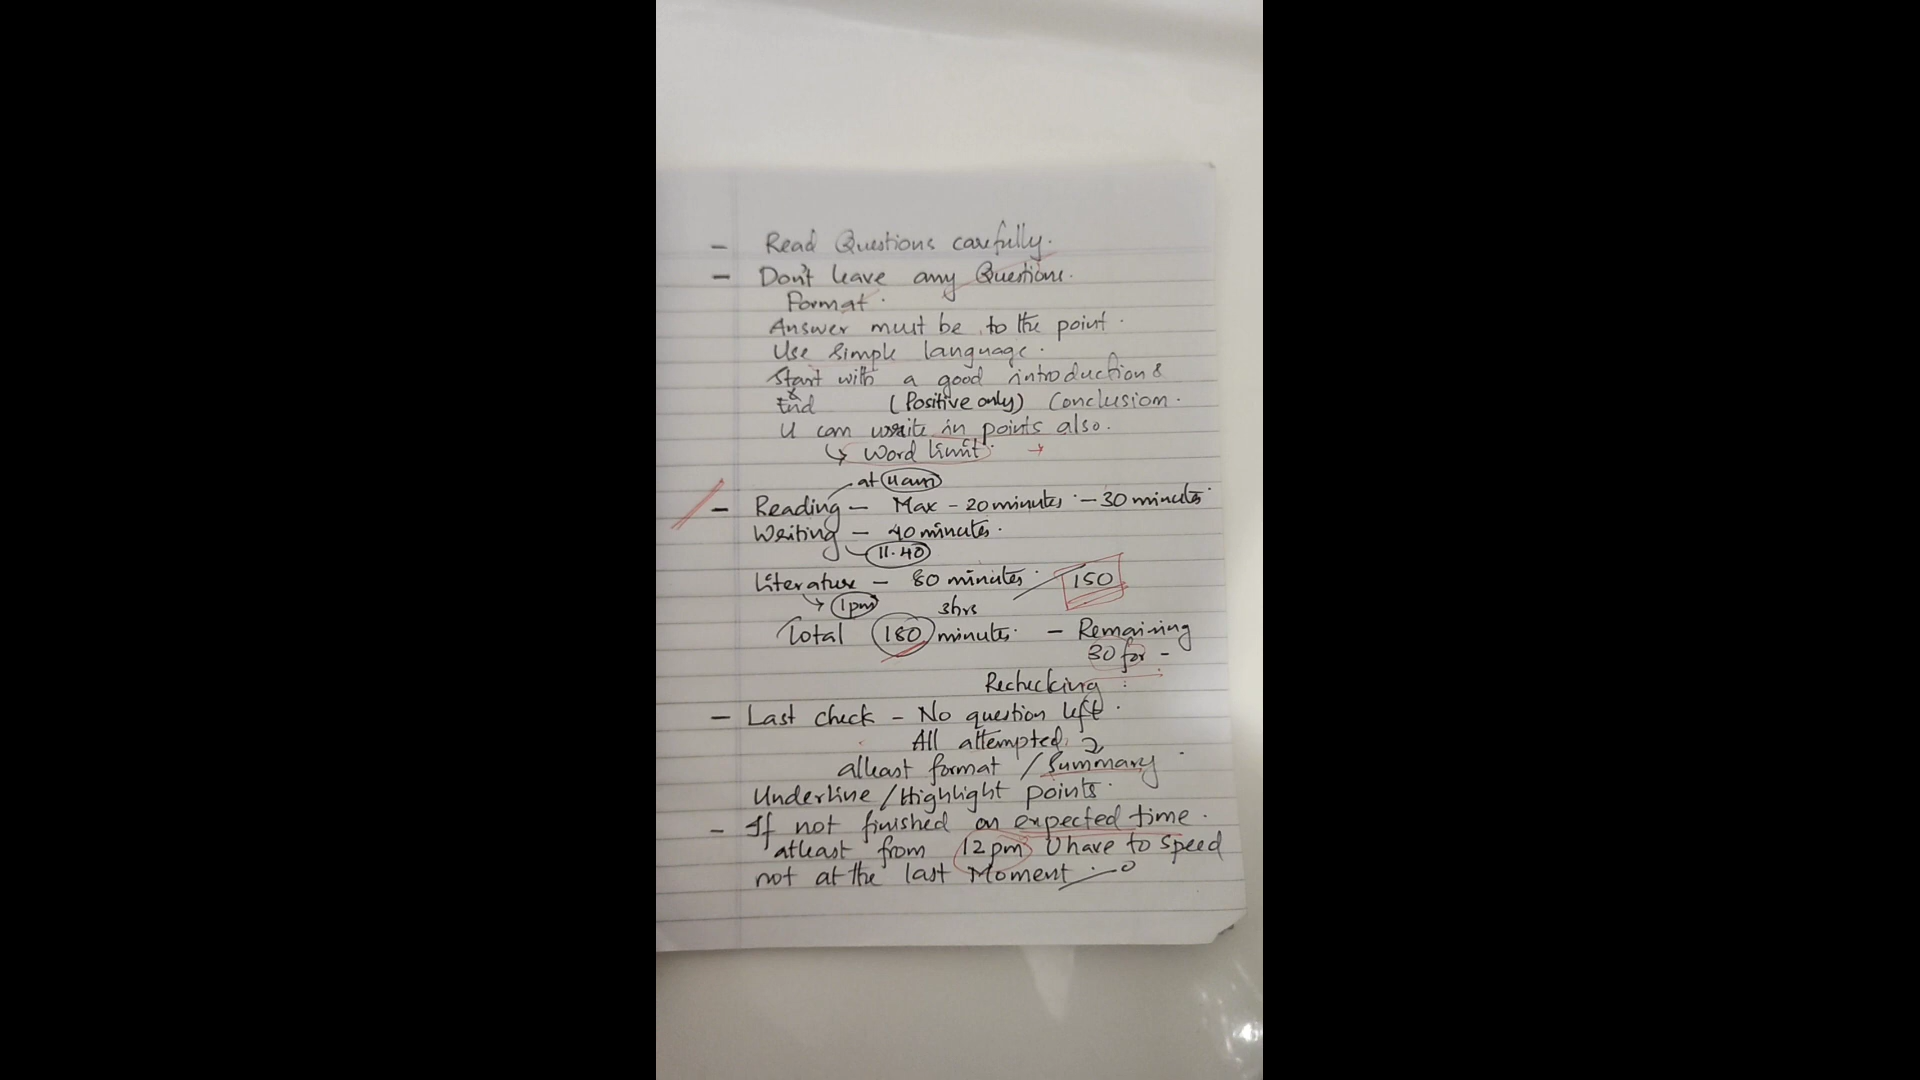 - Read Questions carefully.
- Don't leave any Questions.
Format.
Answer must be to the point.
Use simple language.
Start with a good introduction &
& End (Positive only) Conclusion.
U can write in points also.
↳ Word limit. →
at 11am
- Reading - Max - 20 minutes - 30 minutes
Writing - 40 minutes.
11.40
Literature - 80 minutes. 150
→ 1pm 3hrs
Total 180 minutes. - Remaining
30 for -
Rechecking :
- Last check - No question left.
All attempted
atleast format / Summary
Underline / Highlight points.
- If not finished on expected time.
atleast from 12pm U have to speed
not at the last Moment.